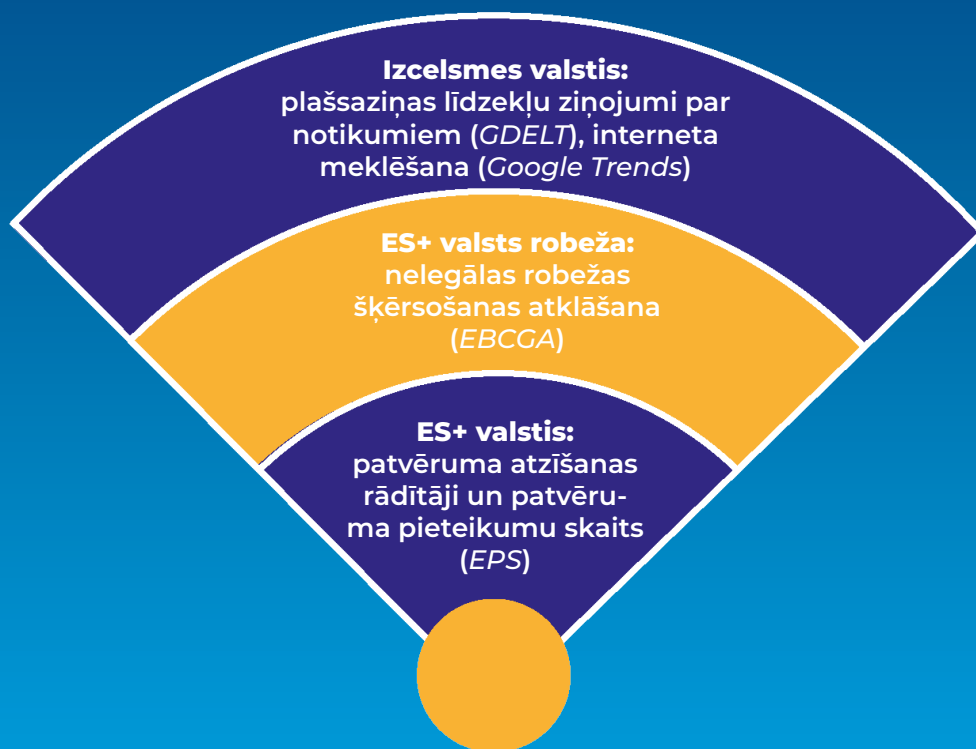 Izcelsmes valstis:
plašsaziņas līdzekļu ziņojumi par
notikumiem (GDELT), interneta
meklēšana (Google Trends)
ES+ valsts robeža:
nelegālas robežas
šķērsošanas atklāšana
(EBCGA)
ES+ valstis:
patvēruma atzīšanas
rādītāji un patvēru-
ma pieteikumu skaits
(EPS)